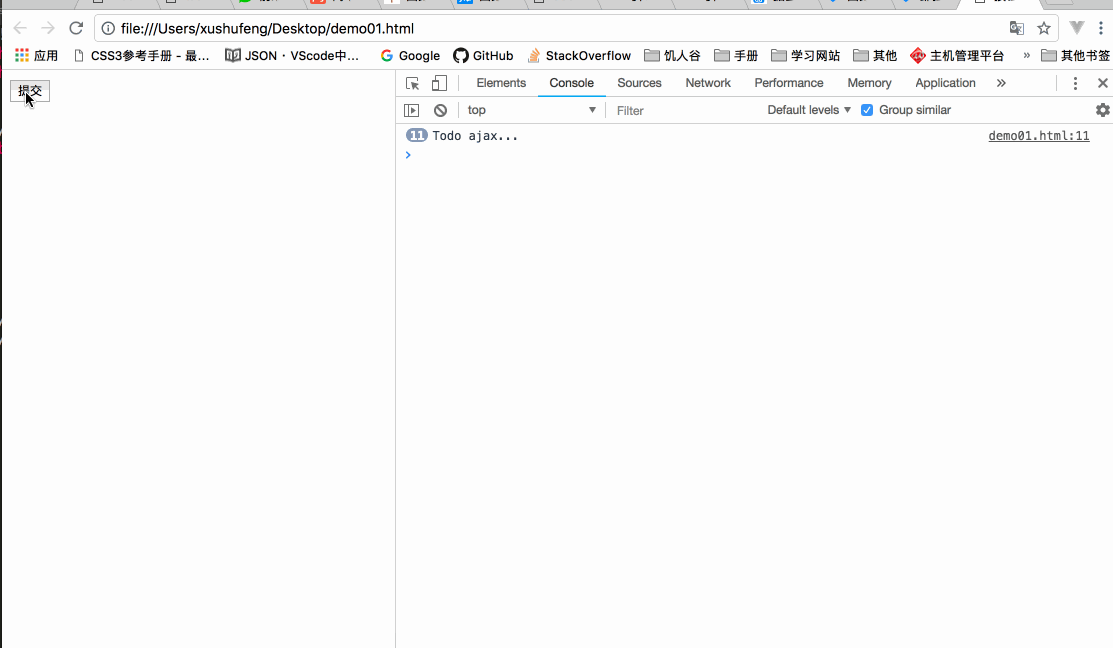 file:///Users/xushufeng/Desktop/demo01.html
应用 CSS3参考手册 - 最... JSON · VScode中... Google GitHub StackOverflow 饥人谷 手册 学习网站 其他 主机管理平台 » 其他书签
提交
Elements Console Sources Network Performance Memory Application »
top Filter Default levels Group similar
11 Todo ajax... demo01.html:11